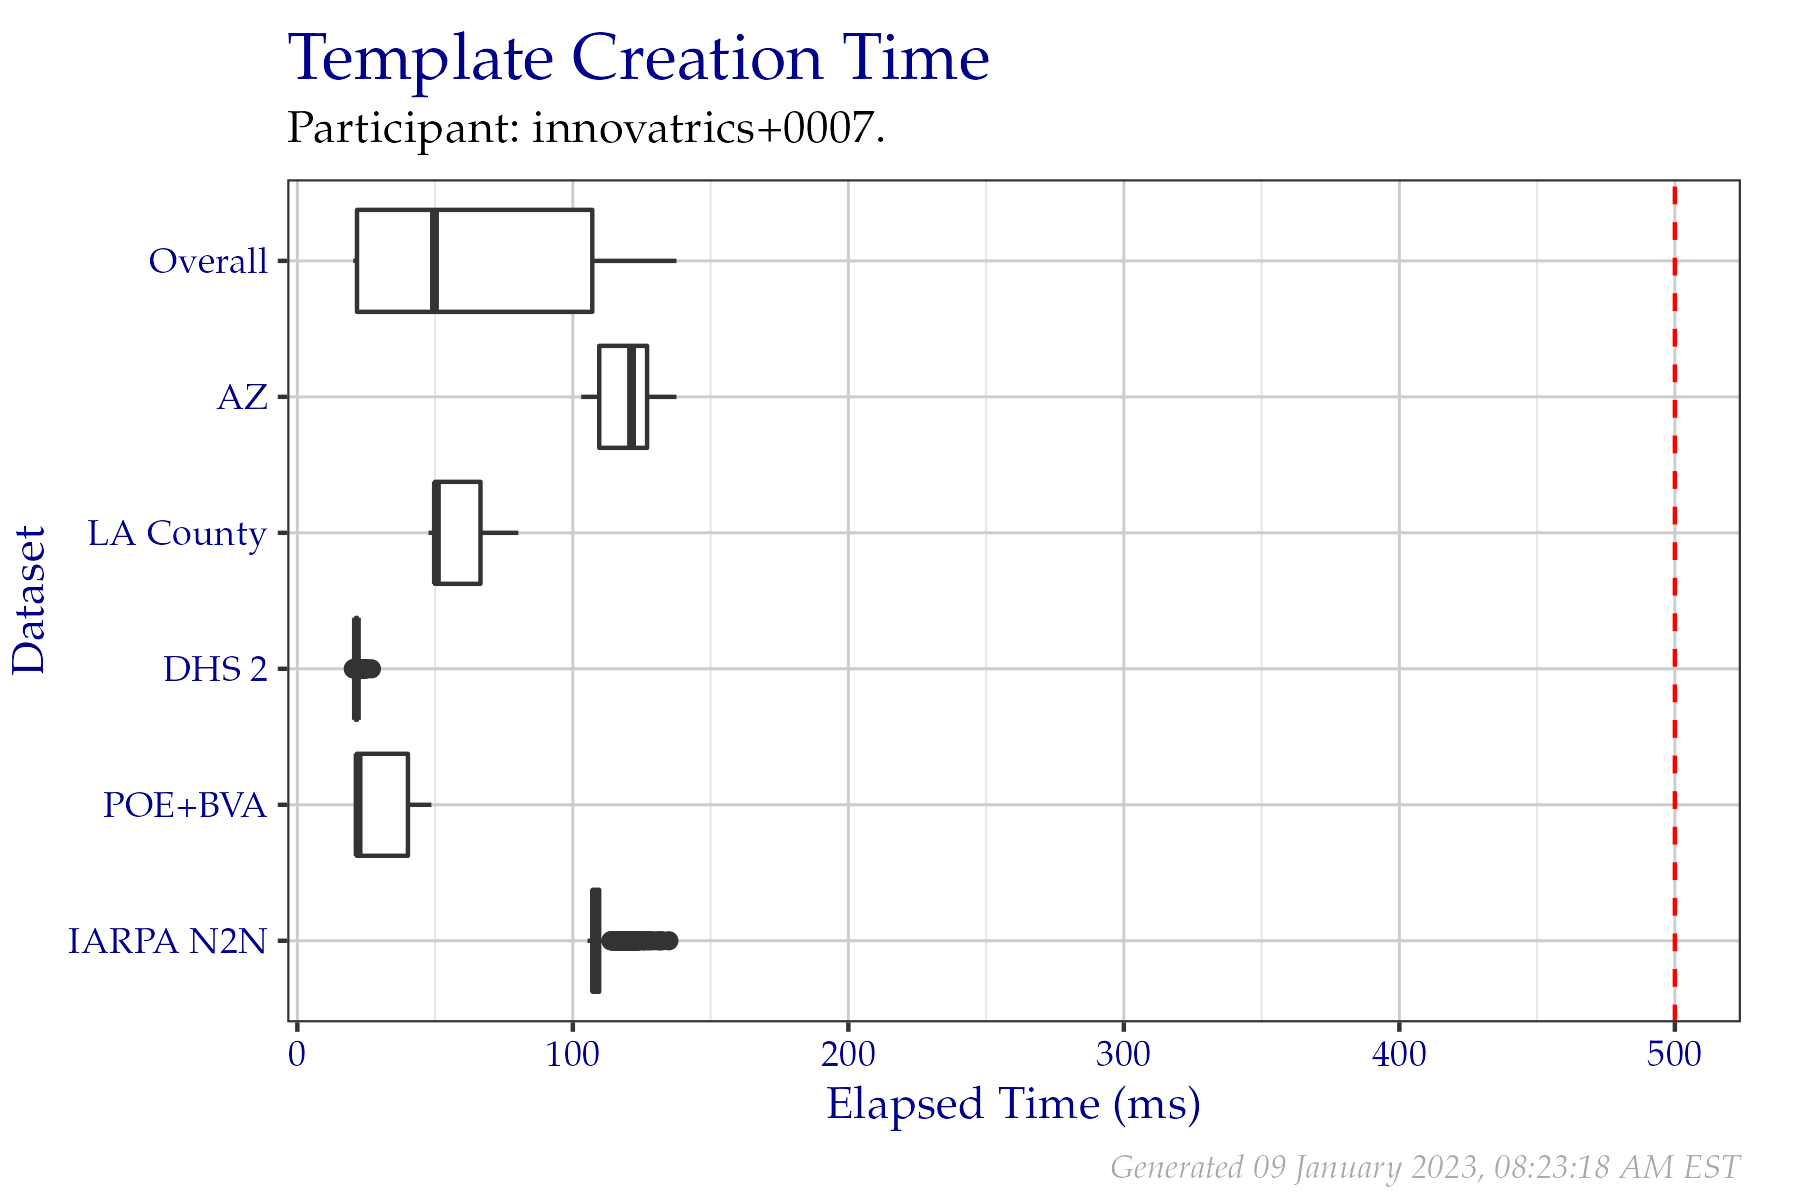 Template Creation Time
Participant: innovatrics+0007.
Dataset
Overall
AZ
LA County
DHS 2
POE+BVA
IARPA N2N
0 100 200 300 400 500
Elapsed Time (ms)
Generated 09 January 2023, 08:23:18 AM EST